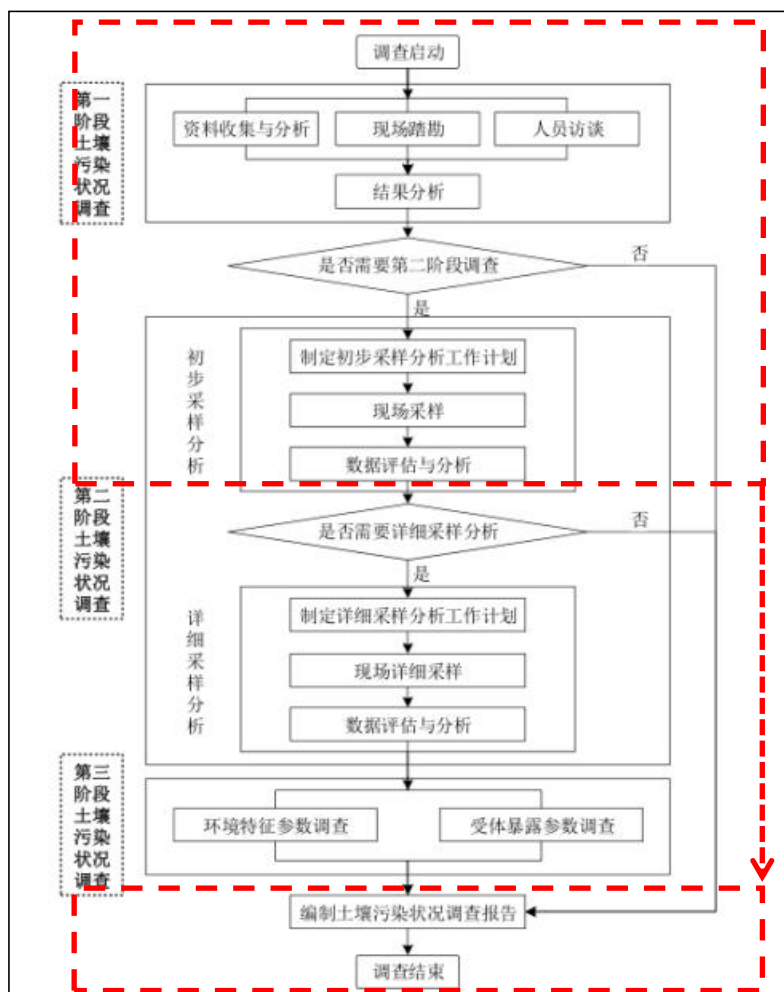 调查启动
第一
阶段
土壤
污染
状况
调查
资料收集与分析
现场踏勘
人员访谈
结果分析
是否需要第二阶段调查
否
是
初步采样分析
制定初步采样分析工作计划
现场采样
数据评估与分析
第二
阶段
土壤
污染
状况
调查
是否需要详细采样分析
否
是
详细采样分析
制定详细采样分析工作计划
现场详细采样
数据评估与分析
第三
阶段
土壤
污染
状况
调查
环境特征参数调查
受体暴露参数调查
编制土壤污染状况调查报告
调查结束